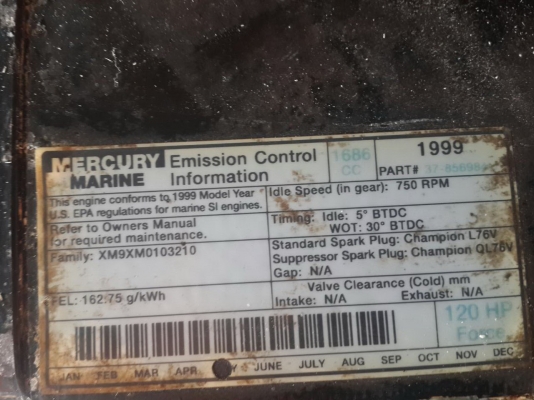 MERCURY MARINE
Emission Control Information
1686 CC
1999
PART#
This engine conforms to 1999 Model Year
U.S. EPA regulations for marine SI engines.
Refer to Owners Manual
for required maintenance.
Family: XM9XM0103210
FEL: 162.75 g/kWh
Idle Speed (in gear): 750 RPM
Timing: Idle: 5° BTDC
WOT: 30° BTDC
Standard Spark Plug: Champion L76V
Suppressor Spark Plug: Champion QL76V
Gap: N/A
Valve Clearance (Cold) mm
Intake: N/A Exhaust: N/A
120 HP
Force
JAN FEB MAR APR JUNE JULY AUG SEP OCT NOV DEC